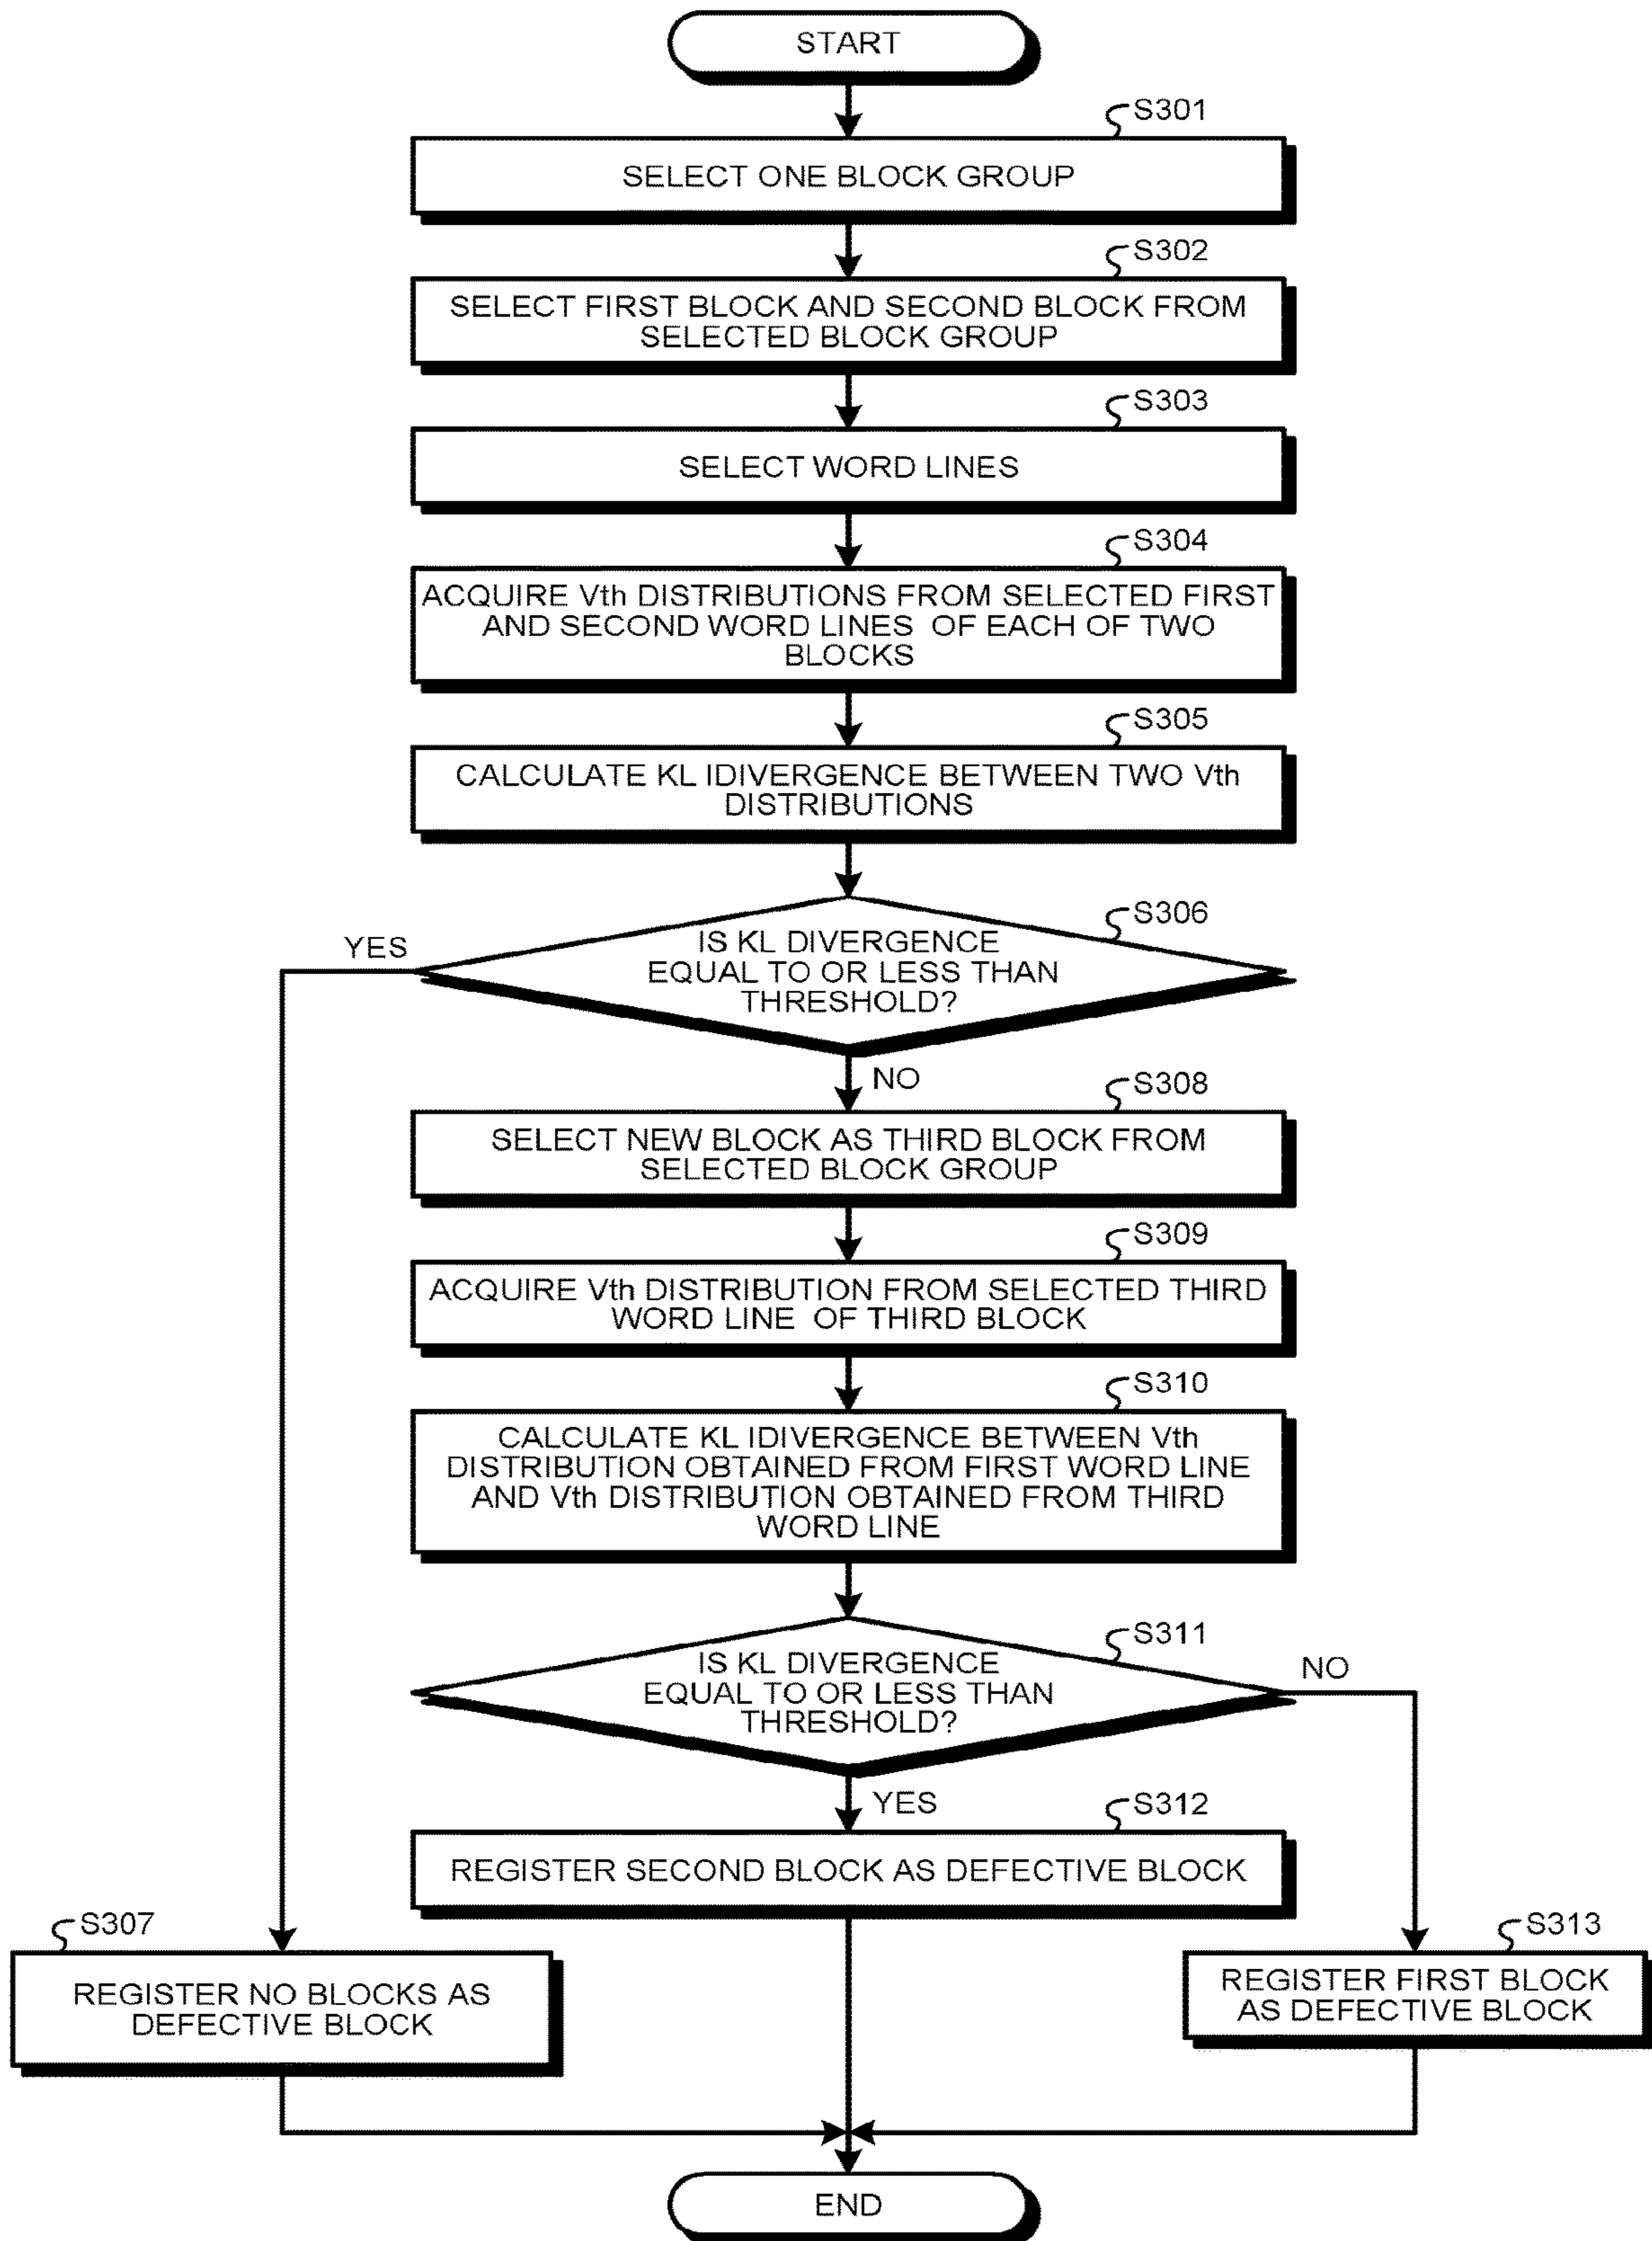 START
S301
SELECT ONE BLOCK GROUP
S302
SELECT FIRST BLOCK AND SECOND BLOCK FROM
SELECTED BLOCK GROUP
S303
SELECT WORD LINES
S304
ACQUIRE Vth DISTRIBUTIONS FROM SELECTED FIRST
AND SECOND WORD LINES OF EACH OF TWO
BLOCKS
S305
CALCULATE KL IDIVERGENCE BETWEEN TWO Vth
DISTRIBUTIONS
S306
YES
IS KL DIVERGENCE
EQUAL TO OR LESS THAN
THRESHOLD?
NO
S308
SELECT NEW BLOCK AS THIRD BLOCK FROM
SELECTED BLOCK GROUP
S309
ACQUIRE Vth DISTRIBUTION FROM SELECTED THIRD
WORD LINE OF THIRD BLOCK
S310
CALCULATE KL IDIVERGENCE BETWEEN Vth
DISTRIBUTION OBTAINED FROM FIRST WORD LINE
AND Vth DISTRIBUTION OBTAINED FROM THIRD
WORD LINE
S311
IS KL DIVERGENCE
EQUAL TO OR LESS THAN
THRESHOLD?
NO
YES
S312
REGISTER SECOND BLOCK AS DEFECTIVE BLOCK
S307
REGISTER NO BLOCKS AS
DEFECTIVE BLOCK
S313
REGISTER FIRST BLOCK
AS DEFECTIVE BLOCK
END